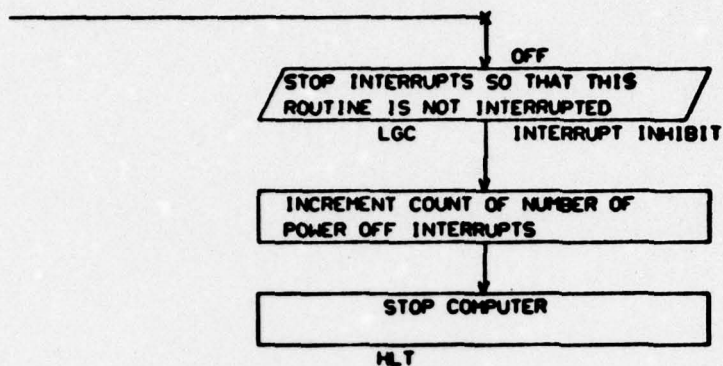 OFF
STOP INTERRUPTS SO THAT THIS
ROUTINE IS NOT INTERRUPTED
LGC INTERRUPT INHIBIT
INCREMENT COUNT OF NUMBER OF
POWER OFF INTERRUPTS
STOP COMPUTER
HLT